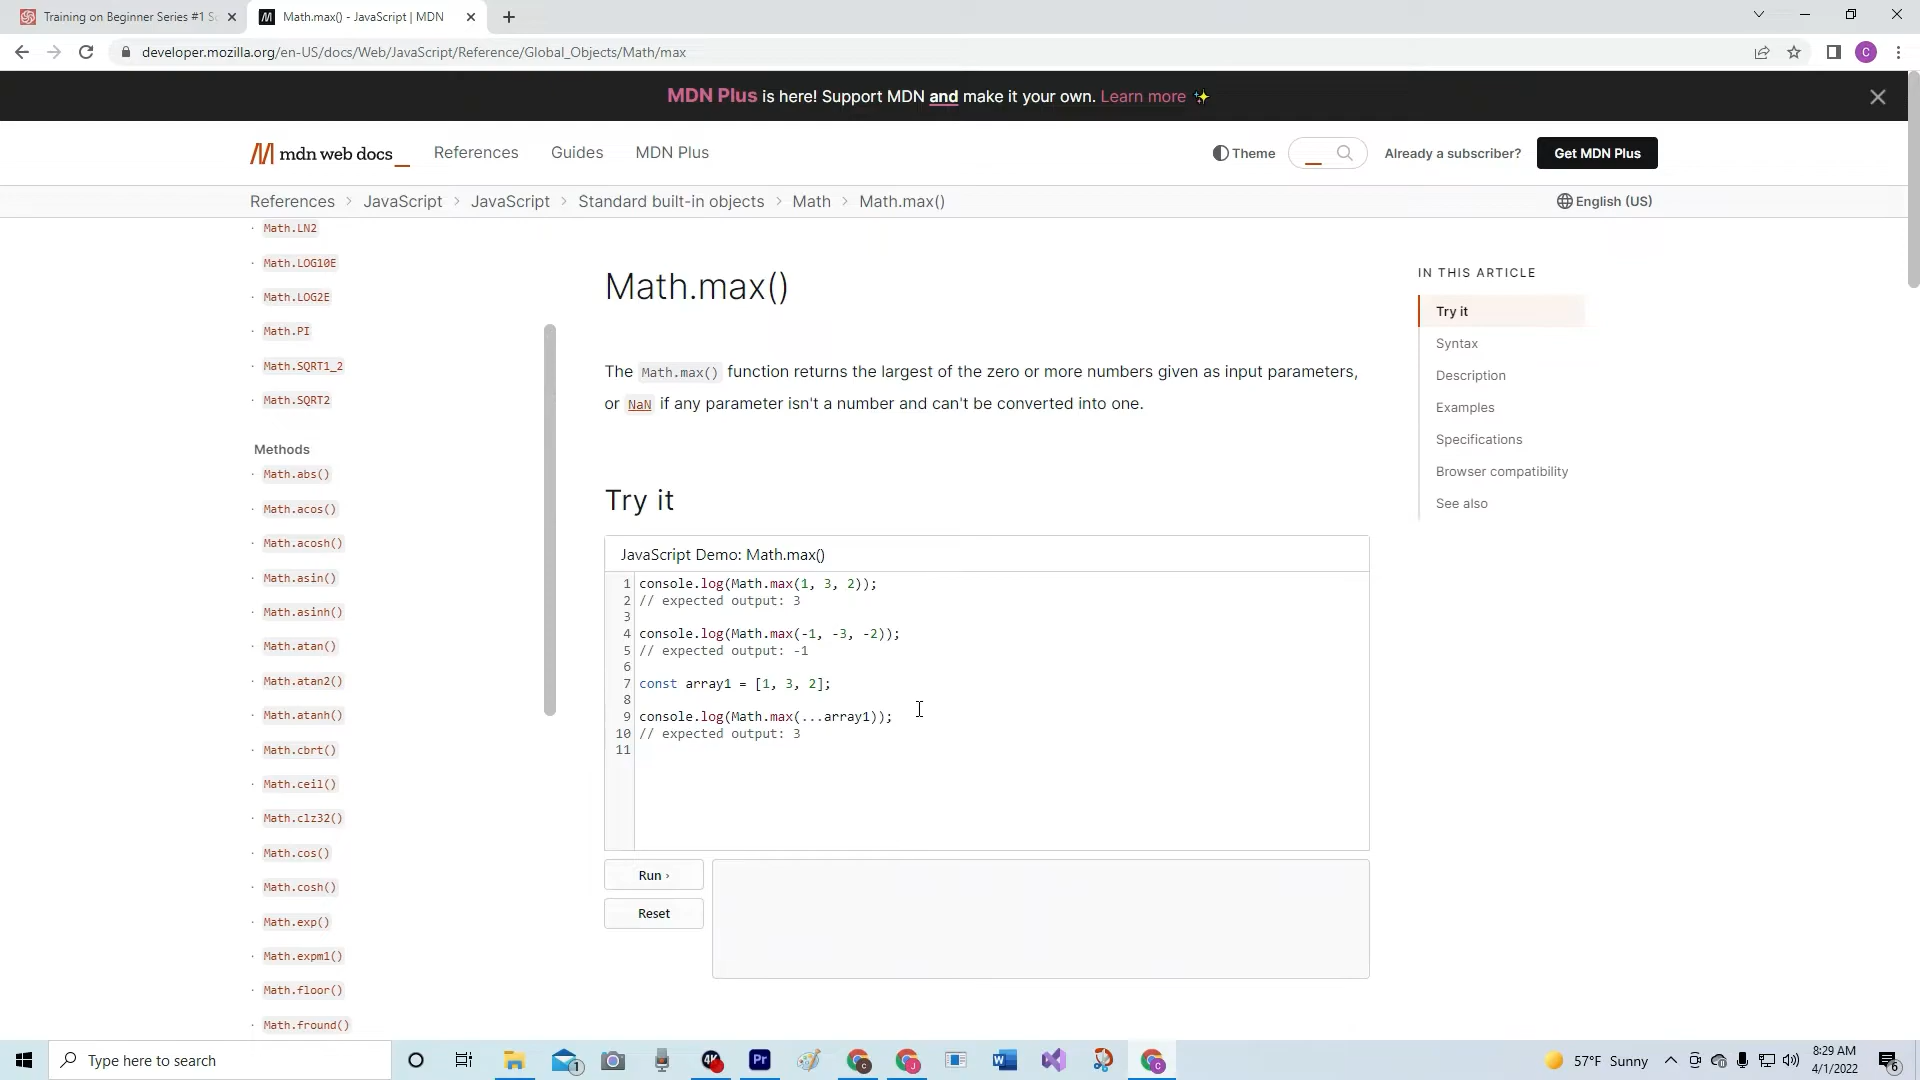 Training on Beginner Series #1 Sc
Math.max() - JavaScript | MDN
developer.mozilla.org/en-US/docs/Web/JavaScript/Reference/Global_Objects/Math/max
C
MDN Plus is here! Support MDN and make it your own. Learn more ✨
mdn web docs_
References
Guides
MDN Plus
Theme
Already a subscriber?
Get MDN Plus
References > JavaScript > JavaScript > Standard built-in objects > Math > Math.max()
English (US)
Math.LN2
Math.LOG10E
Math.LOG2E
Math.PI
Math.SQRT1_2
Math.SQRT2
Methods
Math.abs()
Math.acos()
Math.acosh()
Math.asin()
Math.asinh()
Math.atan()
Math.atan2()
Math.atanh()
Math.cbrt()
Math.ceil()
Math.clz32()
Math.cos()
Math.cosh()
Math.exp()
Math.expm1()
Math.floor()
Math.fround()
Math.max()
The Math.max() function returns the largest of the zero or more numbers given as input parameters,
or NaN if any parameter isn't a number and can't be converted into one.
Try it
JavaScript Demo: Math.max()
1 console.log(Math.max(1, 3, 2));
2 // expected output: 3
3
4 console.log(Math.max(-1, -3, -2));
5 // expected output: -1
6
7 const array1 = [1, 3, 2];
8
9 console.log(Math.max(...array1));
10 // expected output: 3
11
Run ›
Reset
IN THIS ARTICLE
Try it
Syntax
Description
Examples
Specifications
Browser compatibility
See also
Type here to search
1
4K
Pr
57°F Sunny
8:29 AM
4/1/2022
6